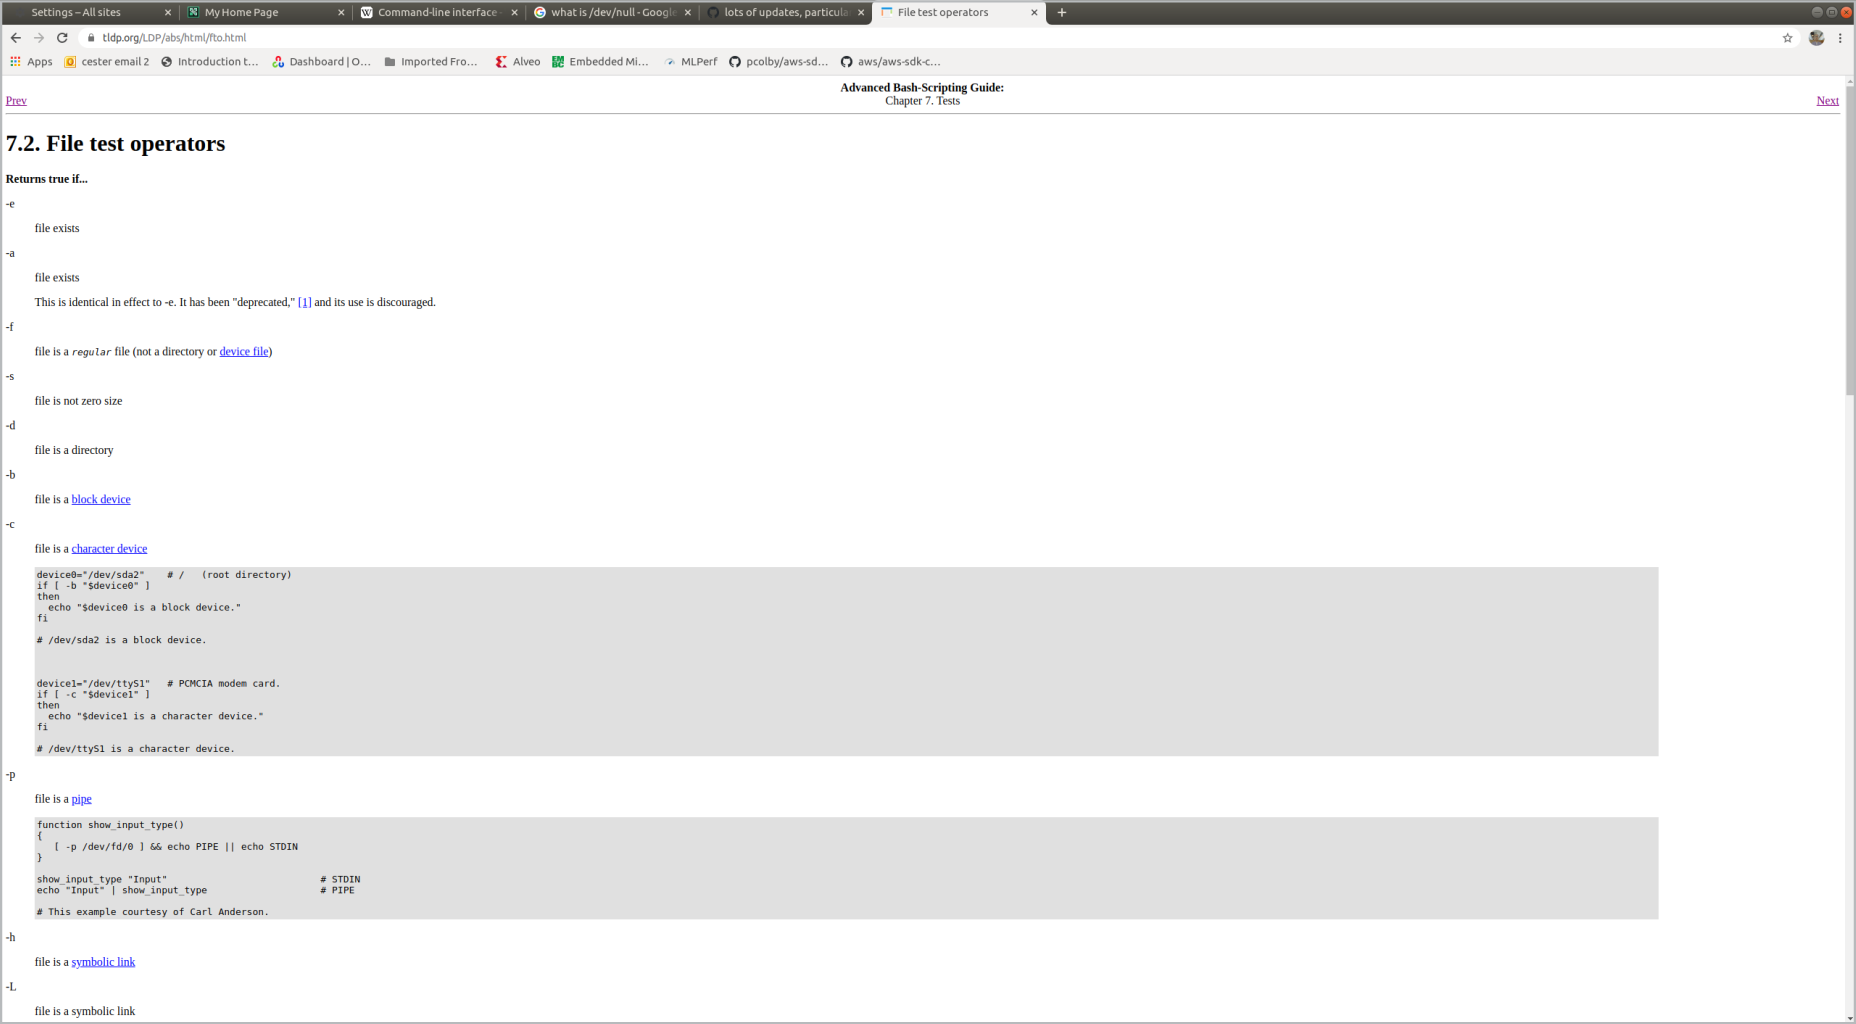 Settings – All sites
My Home Page
Command-line interface -
what is /dev/null - Google
lots of updates, particula
File test operators
tldp.org/LDP/abs/html/fto.html
Apps
cester email 2
Introduction t...
Dashboard | O...
Imported Fro...
Alveo
Embedded Mi...
MLPerf
pcolby/aws-sd...
aws/aws-sdk-c...
Advanced Bash-Scripting Guide:
Prev
Chapter 7. Tests
Next
7.2. File test operators
Returns true if...
-e
file exists
-a
file exists
This is identical in effect to -e. It has been "deprecated," [1] and its use is discouraged.
-f
file is a regular file (not a directory or device file)
-s
file is not zero size
-d
file is a directory
-b
file is a block device
-c
file is a character device
device0="/dev/sda2"    # /   (root directory)
if [ -b "$device0" ]
then
  echo "$device0 is a block device."
fi
# /dev/sda2 is a block device.
device1="/dev/ttyS1"   # PCMCIA modem card.
if [ -c "$device1" ]
then
  echo "$device1 is a character device."
fi
# /dev/ttyS1 is a character device.
-p
file is a pipe
function show_input_type()
{
   [ -p /dev/fd/0 ] && echo PIPE || echo STDIN
}
show_input_type "Input"                           # STDIN
echo "Input" | show_input_type                    # PIPE
# This example courtesy of Carl Anderson.
-h
file is a symbolic link
-L
file is a symbolic link